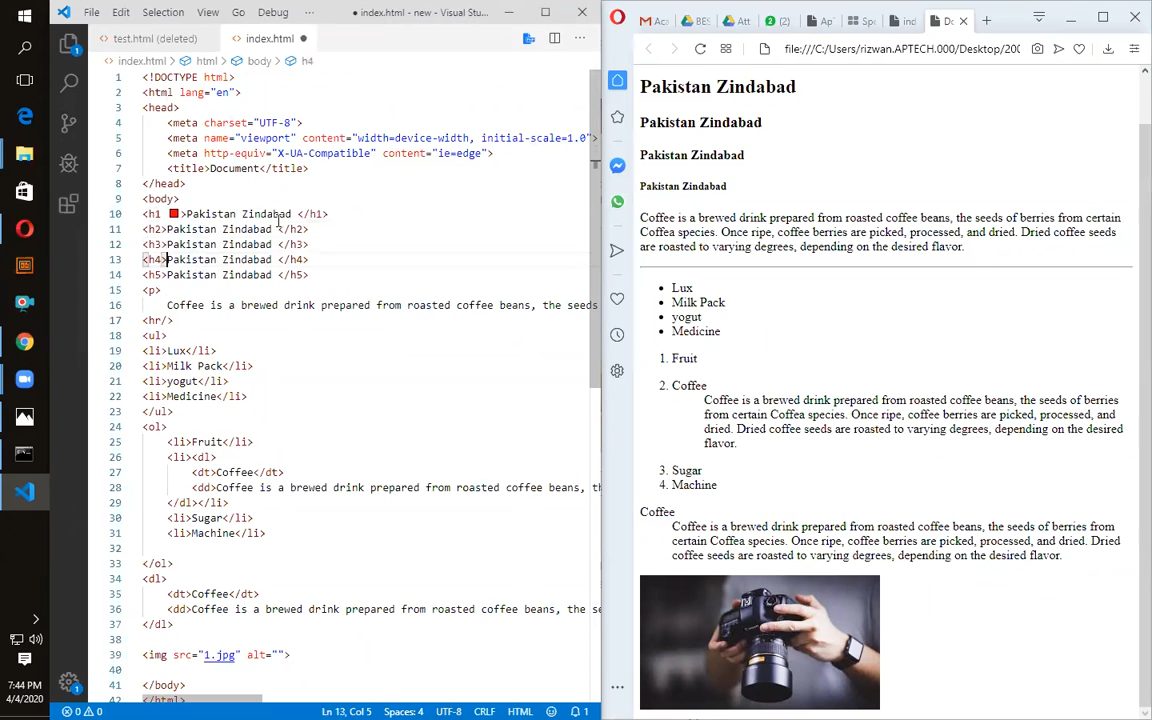 File Edit Selection View Go Debug ··· ● index.html - new - Visual Stu...
test.html (deleted) index.html ●
index.html > html > body > h4
1 <!DOCTYPE html>
2 <html lang="en">
3 <head>
4 <meta charset="UTF-8">
5 <meta name="viewport" content="width=device-width, initial-scale=1.0"
6 <meta http-equiv="X-UA-Compatible" content="ie=edge">
7 <title>Document</title>
8 </head>
9 <body>
10 <h1 >Pakistan Zindabad </h1>
11 <h2>Pakistan Zindabad </h2>
12 <h3>Pakistan Zindabad </h3>
13 <h4>Pakistan Zindabad </h4>
14 <h5>Pakistan Zindabad </h5>
15 <p>
16 Coffee is a brewed drink prepared from roasted coffee beans, the seeds
17 <hr/>
18 <ul>
19 <li>Lux</li>
20 <li>Milk Pack</li>
21 <li>yogut</li>
22 <li>Medicine</li>
23 </ul>
24 <ol>
25 <li>Fruit</li>
26 <li><dl>
27 <dt>Coffee</dt>
28 <dd>Coffee is a brewed drink prepared from roasted coffee beans, t
29 </dl></li>
30 <li>Sugar</li>
31 <li>Machine</li>
32
33 </ol>
34 <dl>
35 <dt>Coffee</dt>
36 <dd>Coffee is a brewed drink prepared from roasted coffee beans, the se
37 </dl>
38
39 <img src="1.jpg" alt="">
40
41 </body>
42 </html>
0 0 Ln 13, Col 5 Spaces: 4 UTF-8 CRLF HTML 1
7:44 PM
4/4/2020
1
1
Aca BES Att (2) Ap Spe ind Do
file:///C:/Users/rizwan.APTECH.000/Desktop/200
Pakistan Zindabad
Pakistan Zindabad
Pakistan Zindabad
Pakistan Zindabad
Coffee is a brewed drink prepared from roasted coffee beans, the seeds of berries from certain
Coffea species. Once ripe, coffee berries are picked, processed, and dried. Dried coffee seeds
are roasted to varying degrees, depending on the desired flavor.
• Lux
• Milk Pack
• yogut
• Medicine
1. Fruit
2. Coffee
Coffee is a brewed drink prepared from roasted coffee beans, the seeds of berries
from certain Coffea species. Once ripe, coffee berries are picked, processed, and
dried. Dried coffee seeds are roasted to varying degrees, depending on the desired
flavor.
3. Sugar
4. Machine
Coffee
Coffee is a brewed drink prepared from roasted coffee beans, the seeds of berries from
certain Coffea species. Once ripe, coffee berries are picked, processed, and dried. Dried
coffee seeds are roasted to varying degrees, depending on the desired flavor.